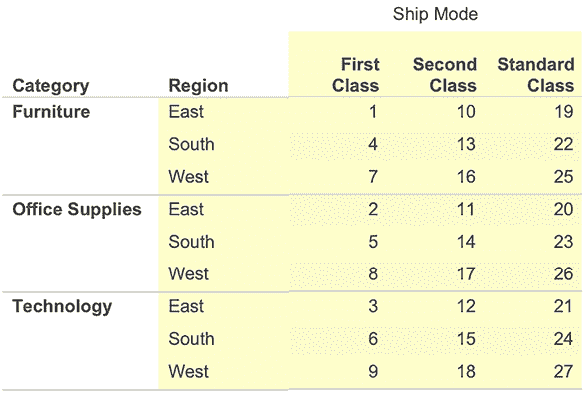 Ship Mode
First Second Standard
Category Region Class Class Class
Furniture East 1 10 19
South 4 13 22
West 7 16 25
Office Supplies East 2 11 20
South 5 14 23
West 8 17 26
Technology East 3 12 21
South 6 15 24
West 9 18 27